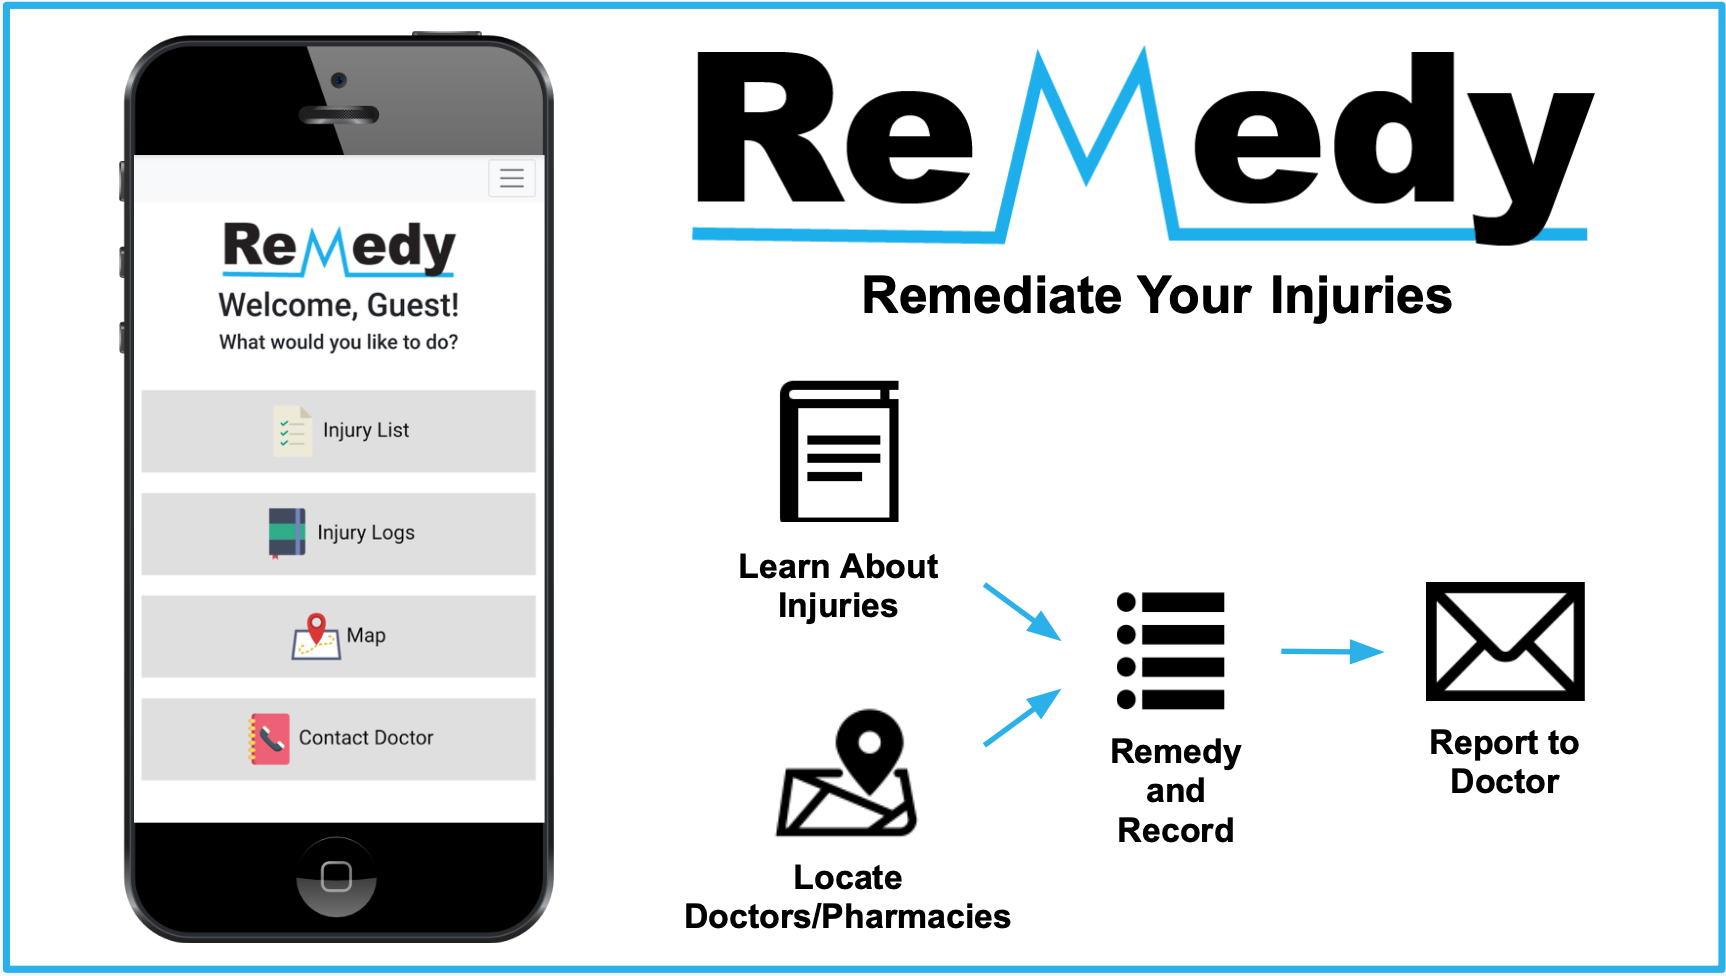 ReMedy
Welcome, Guest!
What would you like to do?
Injury List
Injury Logs
Map
Contact Doctor
ReMedy
Remediate Your Injuries
Learn About
Injuries
Locate
Doctors/Pharmacies
Remedy
and
Record
Report to
Doctor